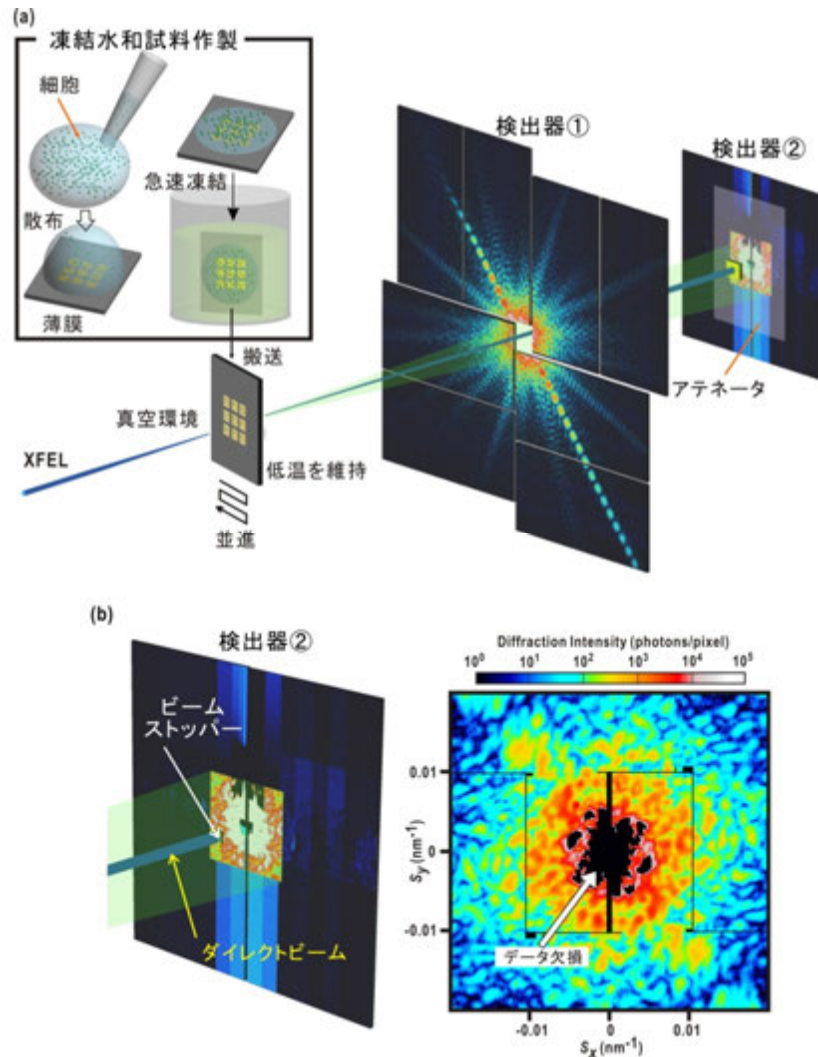 (a)
凍結水和試料作製
細胞
急速凍結
散布
薄膜
検出器①
検出器②
アテネータ
搬送
真空環境
XFEL
低温を維持
並進
(b)
検出器②
ビーム
ストッパー
ダイレクトビーム
Diffraction Intensity (photons/pixel)
10⁰ 10¹ 10² 10³ 10⁴ 10⁵
Sy (nm⁻¹)
0.01
0
-0.01
データ欠損
-0.01 0 0.01
Sx (nm⁻¹)